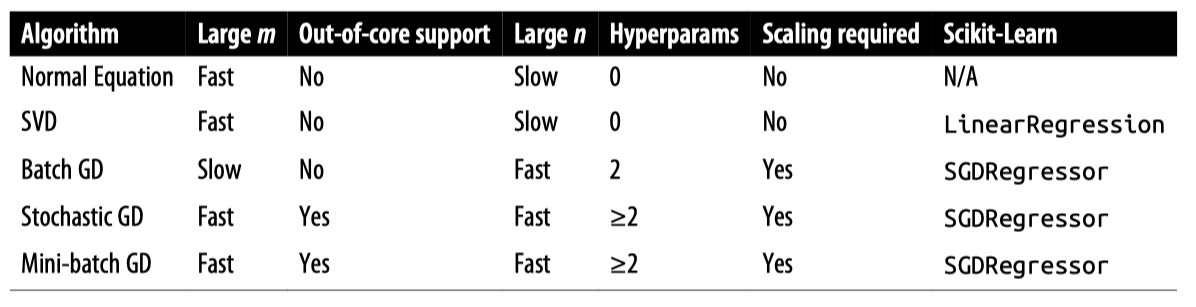 Algorithm Large m Out-of-core support Large n Hyperparams Scaling required Scikit-Learn
Normal Equation Fast No Slow 0 No N/A
SVD Fast No Slow 0 No LinearRegression
Batch GD Slow No Fast 2 Yes SGDRegressor
Stochastic GD Fast Yes Fast ≥2 Yes SGDRegressor
Mini-batch GD Fast Yes Fast ≥2 Yes SGDRegressor